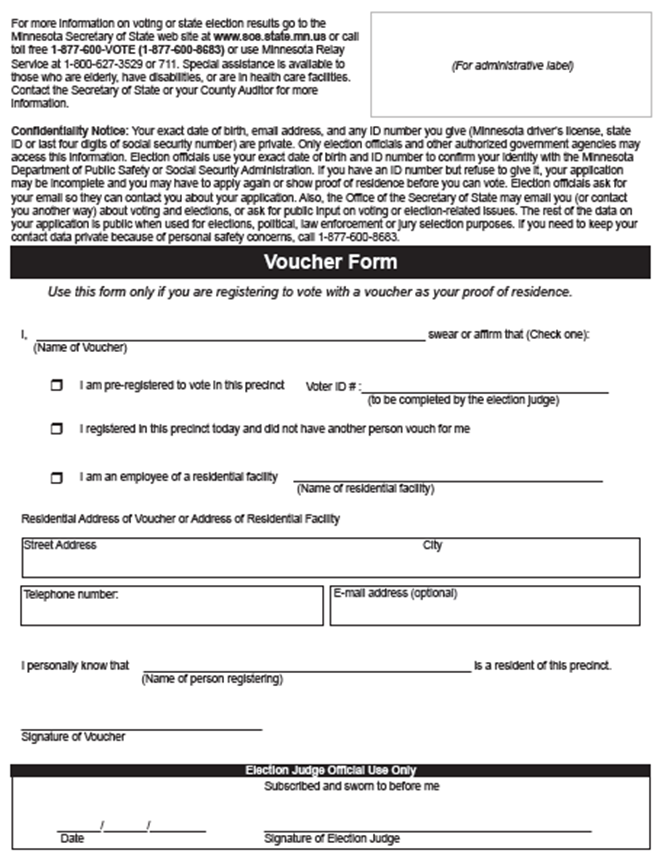 For more information on voting or state election results go to the
Minnesota Secretary of State web site at www.sos.state.mn.us or call
toll free 1-877-600-VOTE (1-877-600-8683) or use Minnesota Relay
Service at 1-800-627-3529 or 711. Special assistance is available to
those who are elderly, have disabilities, or are in health care facilities.
Contact the Secretary of State or your County Auditor for more
information.
(For administrative label)
Confidentiality Notice: Your exact date of birth, email address, and any ID number you give (Minnesota driver's license, state
ID or last four digits of social security number) are private. Only election officials and other authorized government agencies may
access this information. Election officials use your exact date of birth and ID number to confirm your identity with the Minnesota
Department of Public Safety or Social Security Administration. If you have an ID number but refuse to give it, your application
may be incomplete and you may have to apply again or show proof of residence before you can vote. Election officials ask for
your email so they can contact you about your application. Also, the Office of the Secretary of State may email you (or contact
you another way) about voting and elections, or ask for public input on voting or election-related issues. The rest of the data on
your application is public when used for elections, political, law enforcement or jury selection purposes. If you need to keep your
contact data private because of personal safety concerns, call 1-877-600-8683.
Voucher Form
Use this form only if you are registering to vote with a voucher as your proof of residence.
I, ______ swear or affirm that (Check one):
(Name of Voucher)
☐ I am pre-registered to vote in this precinct Voter ID # : ______
(to be completed by the election judge)
☐ I registered in this precinct today and did not have another person vouch for me
☐ I am an employee of a residential facility ______
(Name of residential facility)
Residential Address of Voucher or Address of Residential Facility
Street Address City
Telephone number: E-mail address (optional)
I personally know that ______ is a resident of this precinct.
(Name of person registering)
Signature of Voucher
Election Judge Official Use Only
Subscribed and sworn to before me
____/____/____
Date Signature of Election Judge